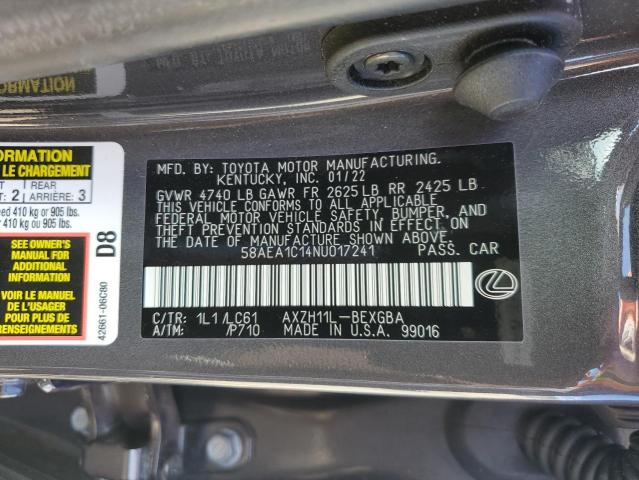 ORMATION
LE CHARGEMENT
REAR
2 ARRIÈRE: 3
ed 410 kg or 905 lbs.
410 kg ou 905 lbs.
SEE OWNER'S
MANUAL FOR
ADDITIONAL
INFORMATION
VOIR LE MANUEL
DE L'USAGER
POUR PLUS DE
RENSEIGNEMENTS
D8
42661-06C80
MFD. BY: TOYOTA MOTOR MANUFACTURING.
KENTUCKY, INC. 01/22
GVWR 4740 LB GAWR FR 2625 LB RR 2425 LB
THIS VEHICLE CONFORMS TO ALL APPLICABLE
FEDERAL MOTOR VEHICLE SAFETY, BUMPER, AND
THEFT PREVENTION STANDARDS IN EFFECT ON
THE DATE OF MANUFACTURE SHOWN ABOVE.
58AEA1C14NU017241 PASS. CAR
C/TR: 1L1/LC61 AXZH11L-BEXGBA
A/TM: /P710 MADE IN U.S.A. 99016